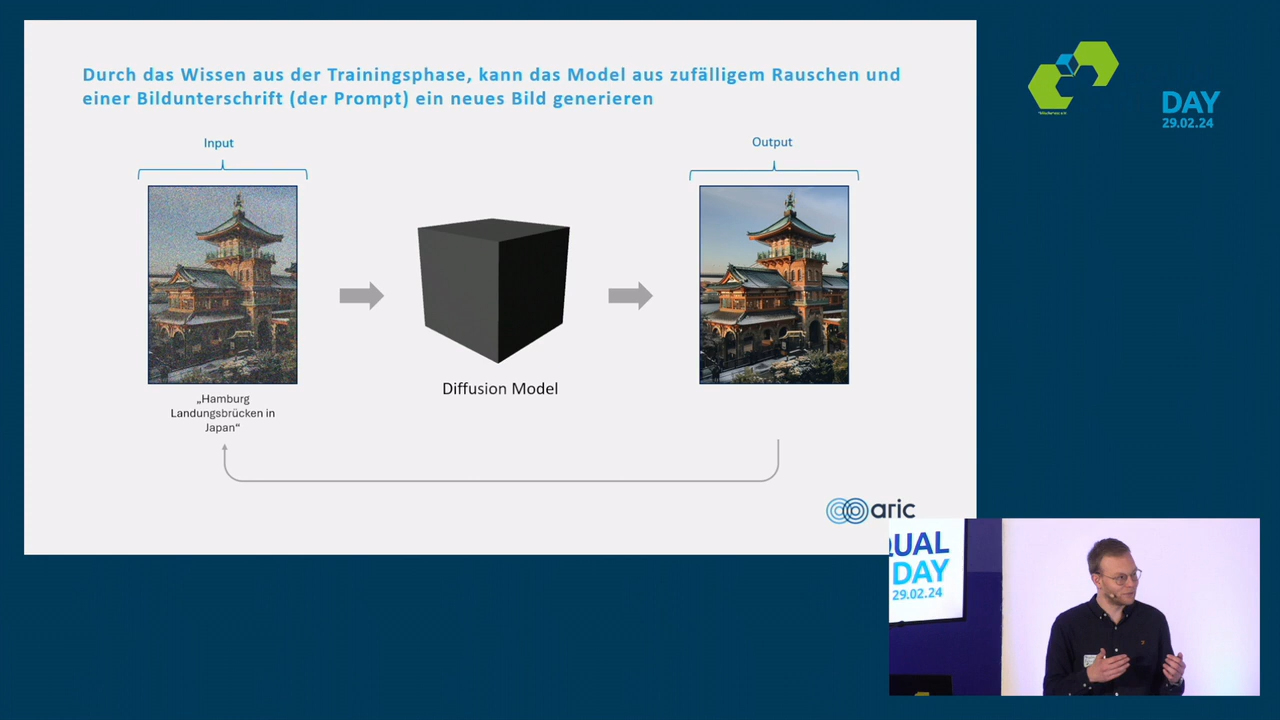 Durch das Wissen aus der Trainingsphase, kann das Model aus zufälligem Rauschen und
einer Bildunterschrift (der Prompt) ein neues Bild generieren
Input
Output
„Hamburg
Landungsbrücken in
Japan“
Diffusion Model
aric
DAY
29.02.24
QUAL
DAY
29.02.24